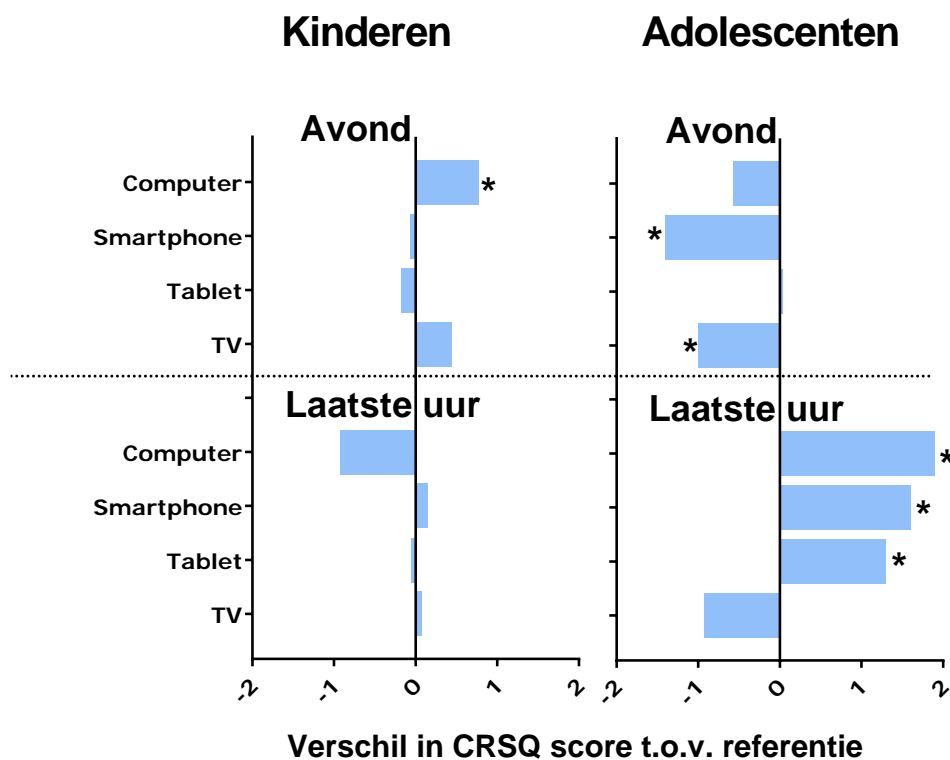 Kinderen Adolescenten
Avond Avond
Computer *
Smartphone *
Tablet
TV *
Laatste uur Laatste uur
Computer *
Smartphone *
Tablet *
TV
-2 -1 0 1 2 -2 -1 0 1 2
Verschil in CRSQ score t.o.v. referentie